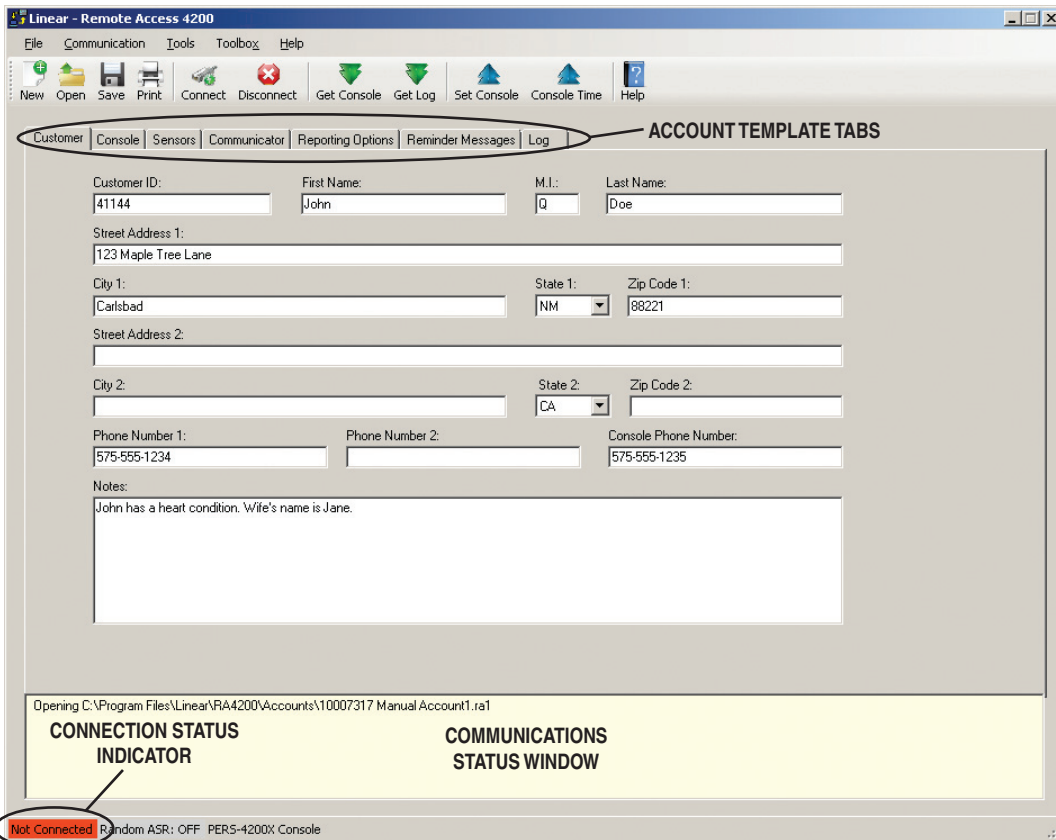 Linear - Remote Access 4200
File Communication Tools Toolbox Help
New Open Save Print Connect Disconnect Get Console Get Log Set Console Console Time Help
Customer Console Sensors Communicator Reporting Options Reminder Messages Log
ACCOUNT TEMPLATE TABS
Customer ID: First Name: M.I.: Last Name:
41144 John Q Doe
Street Address 1:
123 Maple Tree Lane
City 1: State 1: Zip Code 1:
Carlsbad NM 88221
Street Address 2:
City 2: State 2: Zip Code 2:
CA
Phone Number 1: Phone Number 2: Console Phone Number:
575-555-1234 575-555-1235
Notes:
John has a heart condition. Wife's name is Jane.
Opening C:\Program Files\Linear\RA4200\Accounts\10007317 Manual Account1.ra1
CONNECTION STATUS
INDICATOR
COMMUNICATIONS
STATUS WINDOW
Not Connected Random ASR: OFF PERS-4200X Console